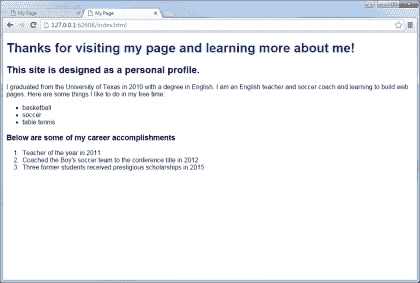 My Page
My Page
127.0.0.1:62608/index.html
Thanks for visiting my page and learning more about me!
This site is designed as a personal profile.
I graduated from the University of Texas in 2010 with a degree in English. I am an English teacher and soccer coach and learning to build web
pages. Here are some things I like to do in my free time:
basketball
soccer
table tennis
Below are some of my career accomplishments
1. Teacher of the year in 2011
2. Coached the Boy's soccer team to the conference title in 2012
3. Three former students received prestigious scholarships in 2015